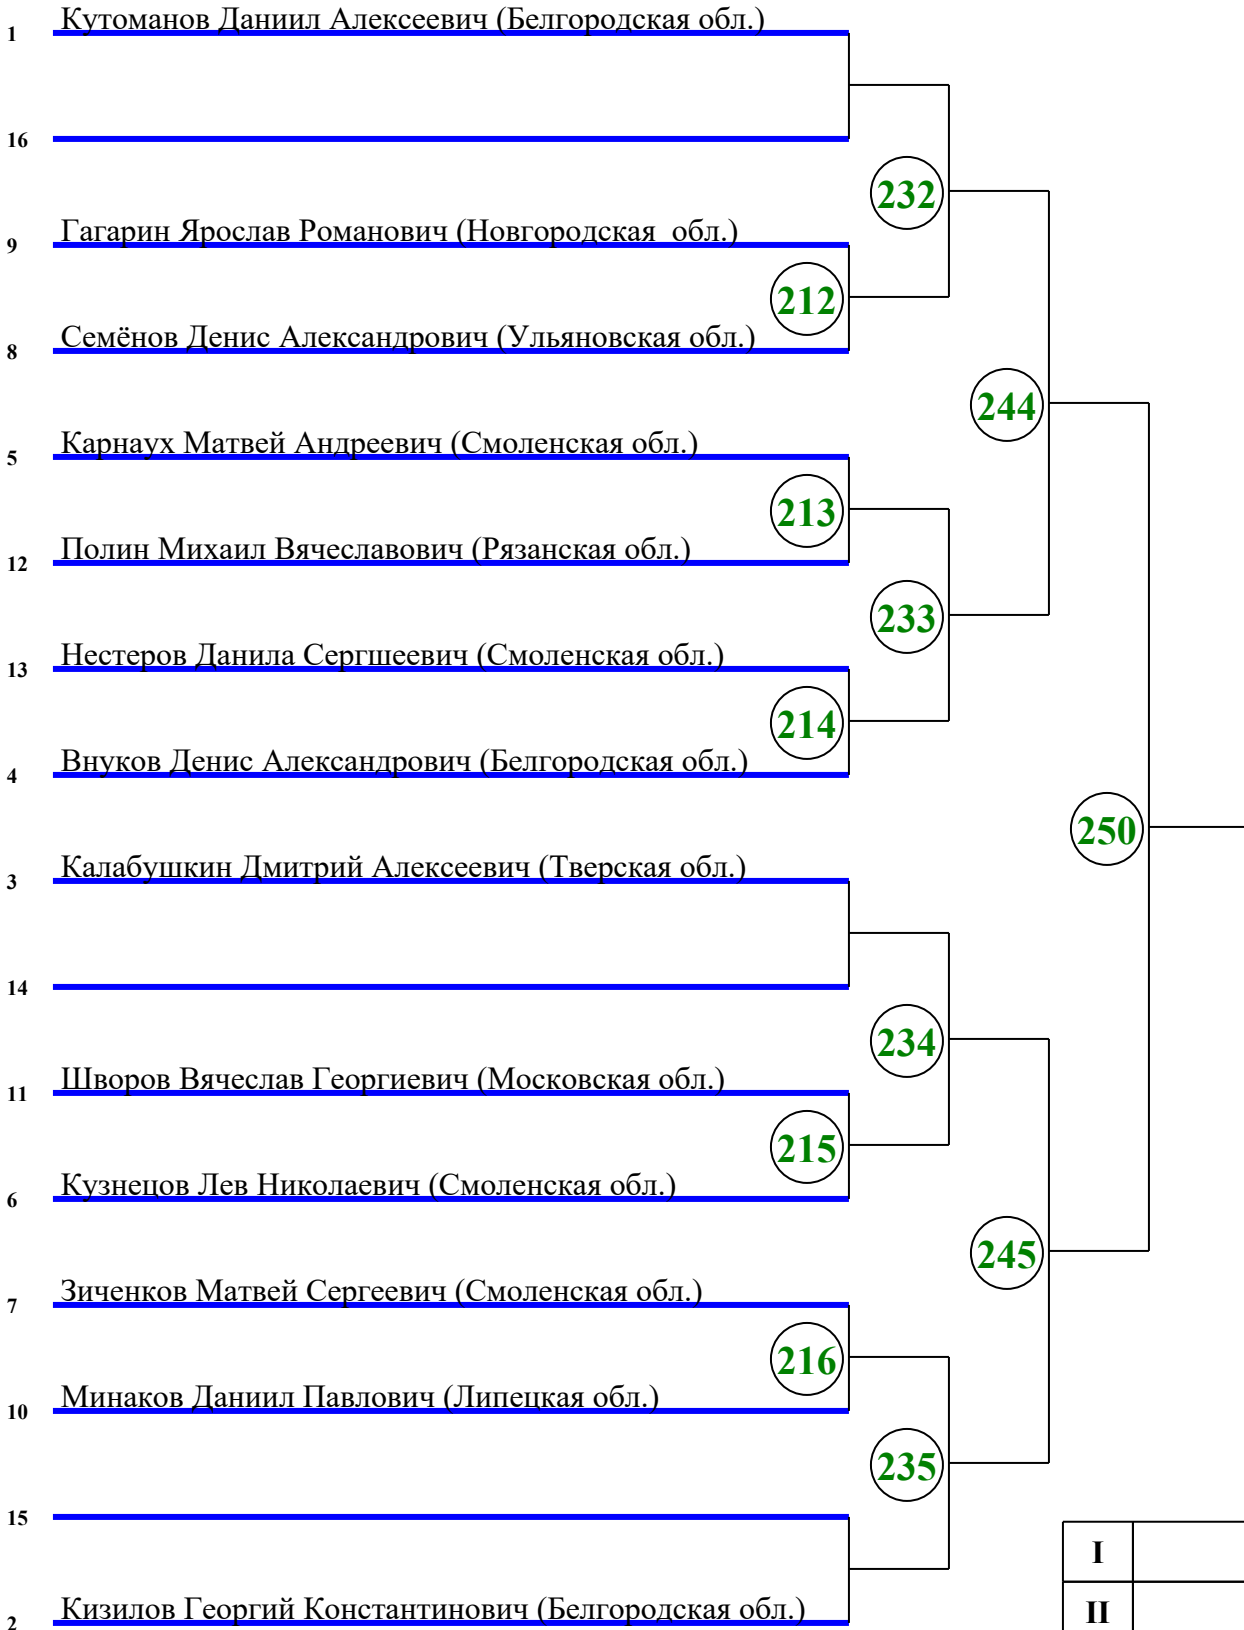 1 Кутоманов Даниил Алексеевич (Белгородская обл.)
16
232
9 Гагарин Ярослав Романович (Новгородская обл.)
212
8 Семёнов Денис Александрович (Ульяновская обл.)
244
5 Карнаух Матвей Андреевич (Смоленская обл.)
213
12 Полин Михаил Вячеславович (Рязанская обл.)
233
13 Нестеров Данила Сергшеевич (Смоленская обл.)
214
4 Внуков Денис Александрович (Белгородская обл.)
250
3 Калабушкин Дмитрий Алексеевич (Тверская обл.)
14
234
11 Шворов Вячеслав Георгиевич (Московская обл.)
215
6 Кузнецов Лев Николаевич (Смоленская обл.)
245
7 Зиченков Матвей Сергеевич (Смоленская обл.)
216
10 Минаков Даниил Павлович (Липецкая обл.)
235
15
I
2 Кизилов Георгий Константинович (Белгородская обл.)
II